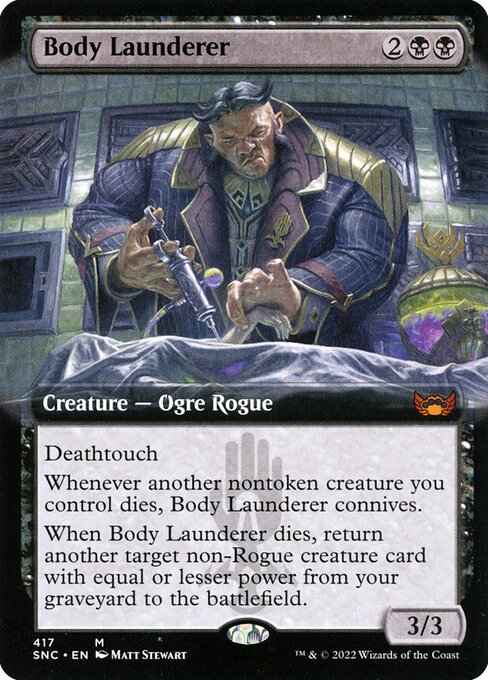 Body Launderer 2
Creature — Ogre Rogue
Deathtouch
Whenever another nontoken creature you
control dies, Body Launderer connives.
When Body Launderer dies, return
another target non-Rogue creature card
with equal or lesser power from your
graveyard to the battlefield.
3/3
417 M
SNC • EN Matt Stewart
™ & © 2022 Wizards of the Coast